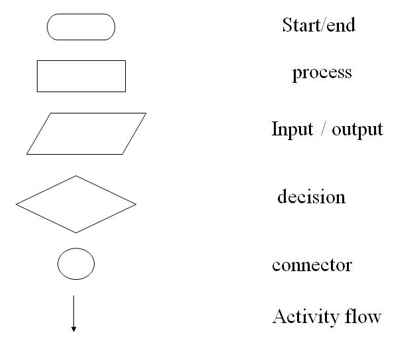 Start/end
process
Input / output
decision
connector
Activity flow